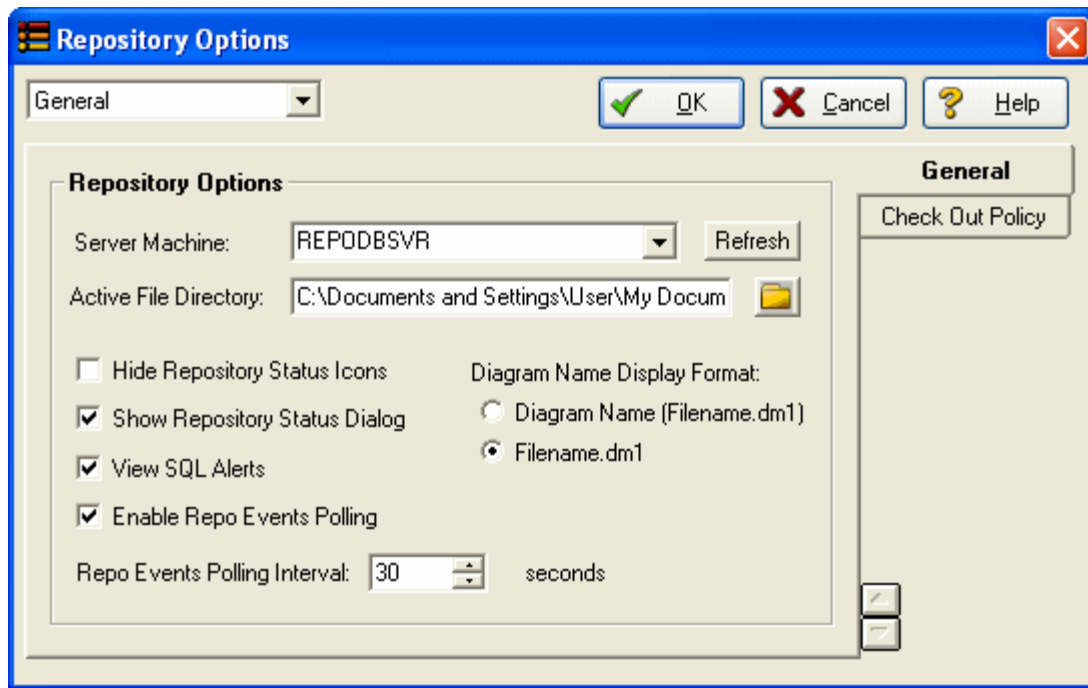 Repository Options
General
OK
Cancel
Help
General
Check Out Policy
Repository Options
Server Machine: REPODBSVR Refresh
Active File Directory: C:\Documents and Settings\User\My Docum
Hide Repository Status Icons
Show Repository Status Dialog
View SQL Alerts
Enable Repo Events Polling
Diagram Name Display Format:
Diagram Name (Filename.dm1)
Filename.dm1
Repo Events Polling Interval: 30 seconds